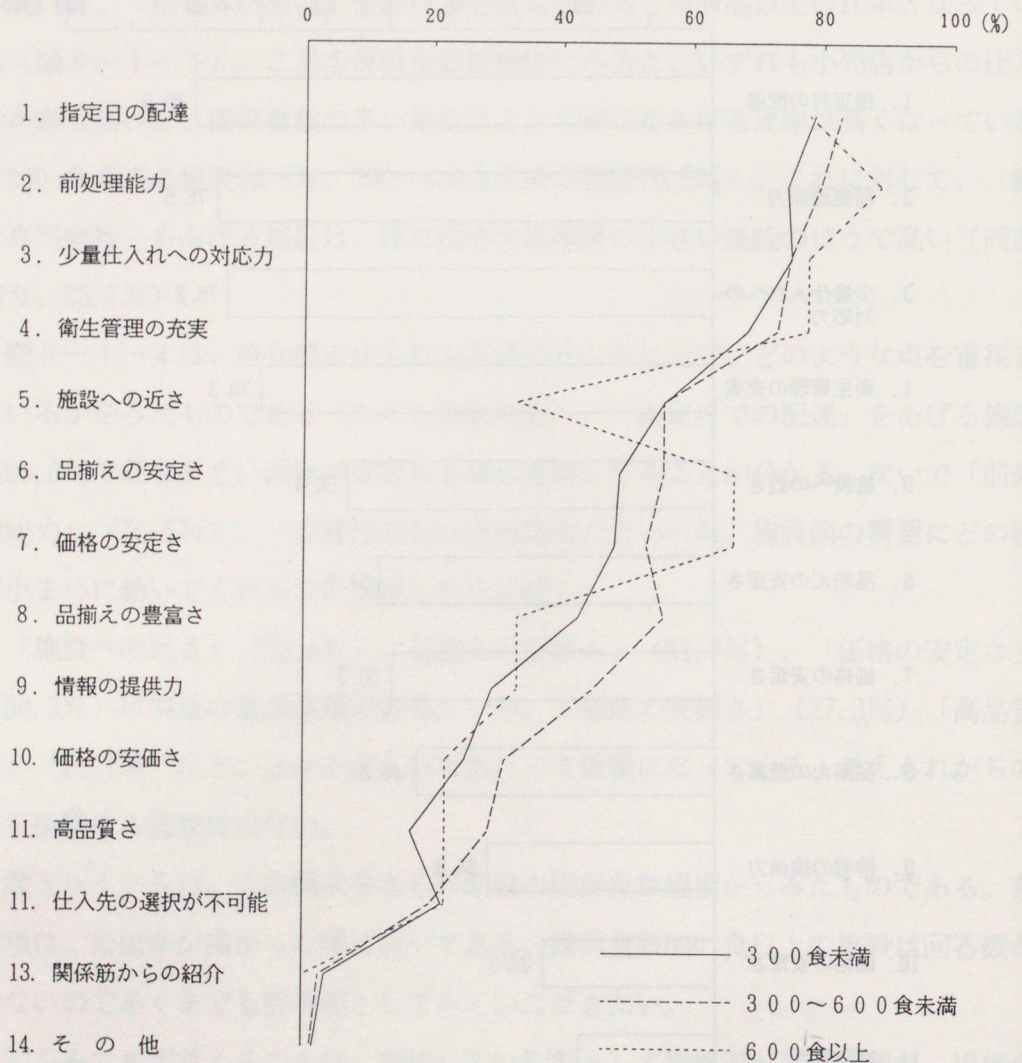 0 20 40 60 80 100 (%)
1. 指定日の配達
2. 前処理能力
3. 少量仕入れへの対応力
4. 衛生管理の充実
5. 施設への近さ
6. 品揃えの安定さ
7. 価格の安定さ
8. 品揃えの豊富さ
9. 情報の提供力
10. 価格の安価さ
11. 高品質さ
11. 仕入先の選択が不可能
13. 関係筋からの紹介
14. そ の 他
300食未満
300～600食未満
600食以上